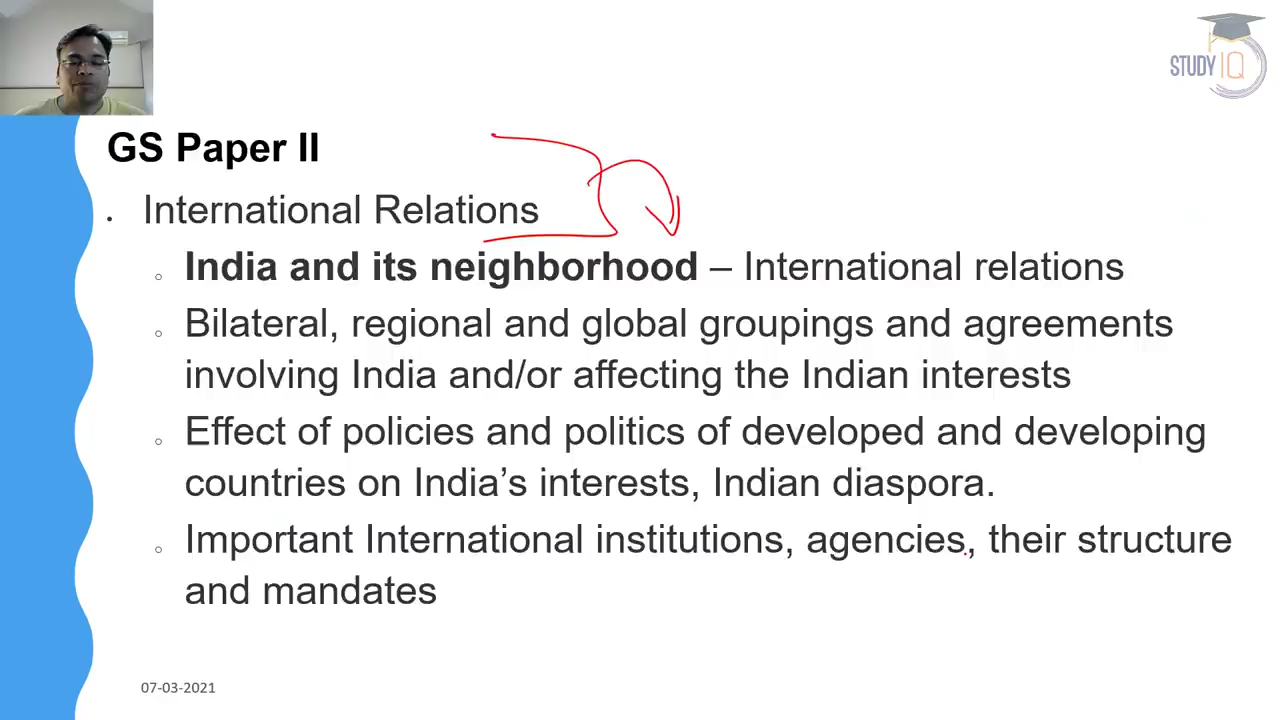 STUDY IQ
GS Paper II
• International Relations
○ India and its neighborhood – International relations
○ Bilateral, regional and global groupings and agreements
involving India and/or affecting the Indian interests
○ Effect of policies and politics of developed and developing
countries on India’s interests, Indian diaspora.
○ Important International institutions, agencies, their structure
and mandates
07-03-2021